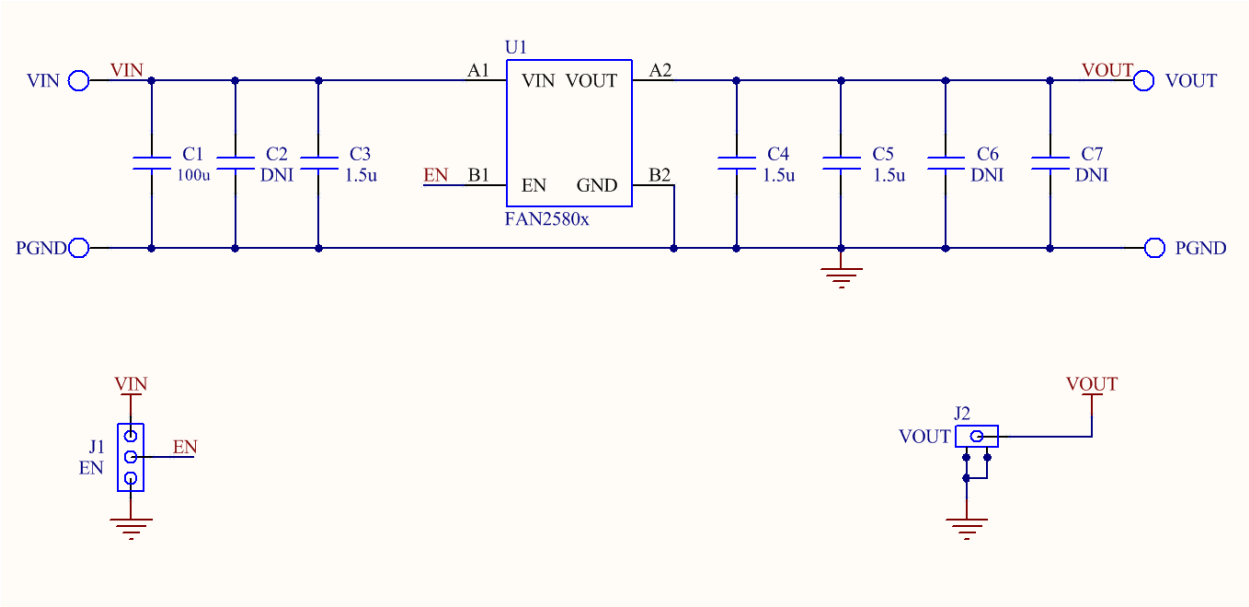 U1
VIN VIN A1 VIN VOUT A2 VOUT VOUT
C1 C2 C3 C4 C5 C6 C7
100u DNI 1.5u 1.5u 1.5u DNI DNI
EN B1 EN GND B2
FAN2580x
PGND PGND
VIN VOUT
J1 EN
EN
J2
VOUT